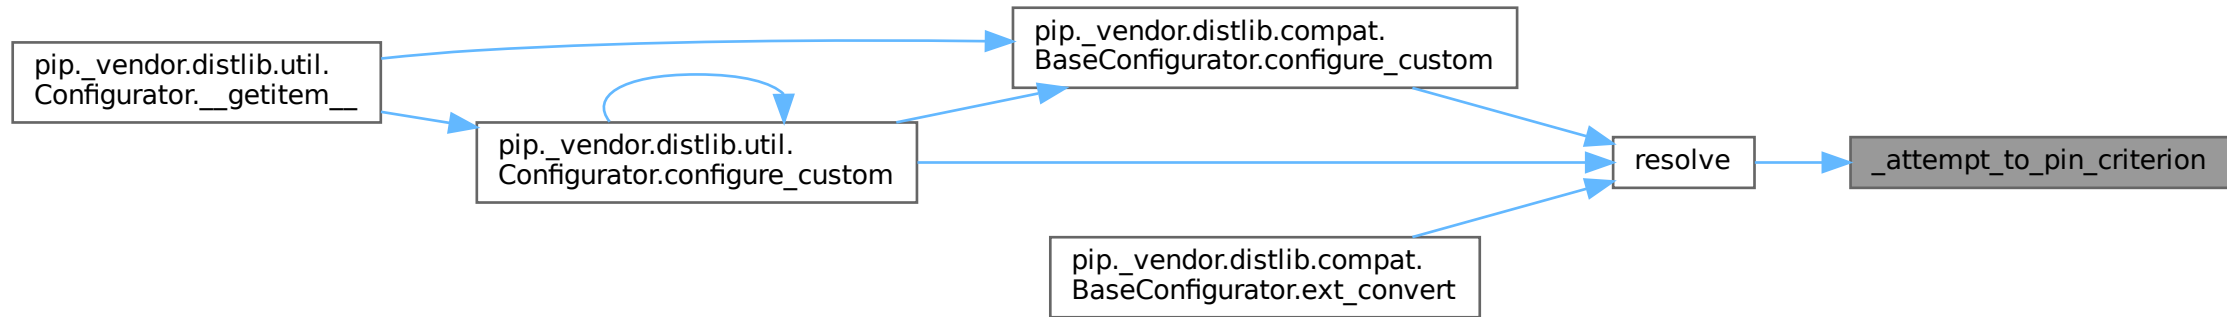 pip._vendor.distlib.util.
Configurator.__getitem__
pip._vendor.distlib.compat.
BaseConfigurator.configure_custom
pip._vendor.distlib.util.
Configurator.configure_custom
resolve
_attempt_to_pin_criterion
pip._vendor.distlib.compat.
BaseConfigurator.ext_convert